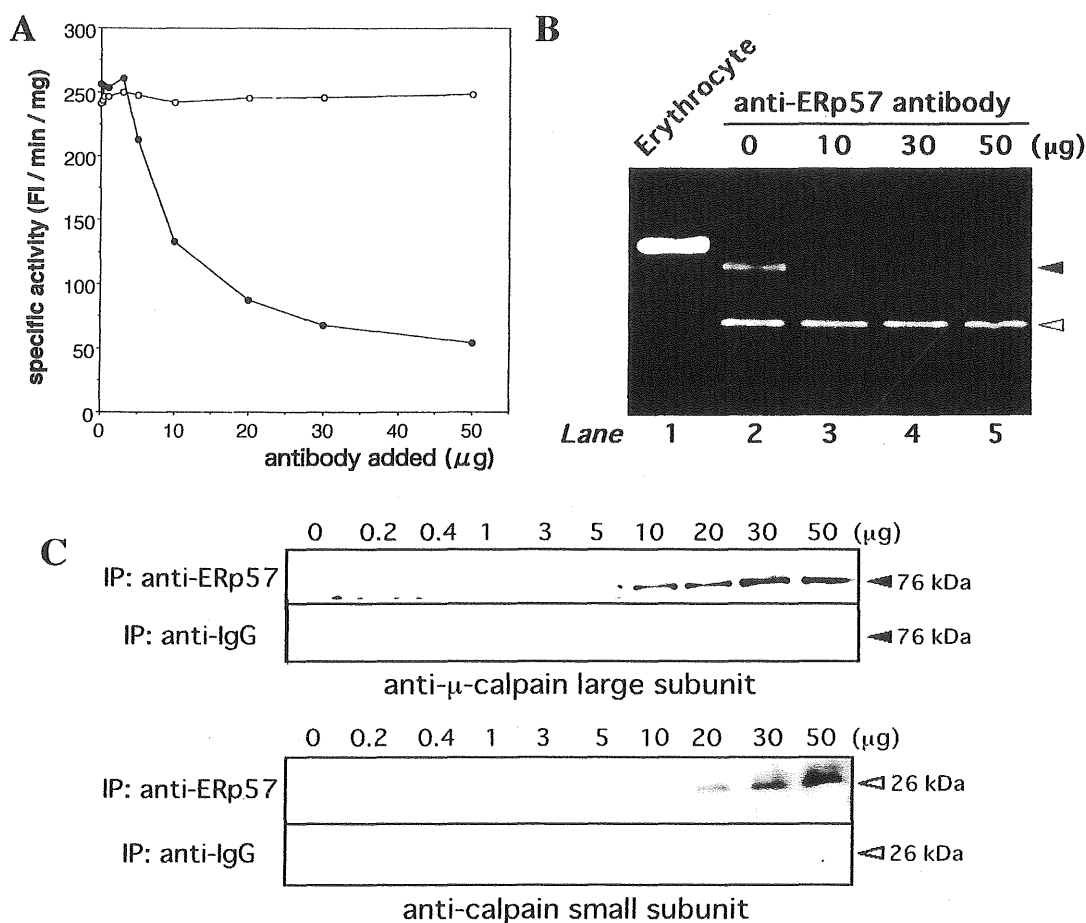 A
300
250
200
150
100
50
0
specific activity (FI / min / mg)
0 10 20 30 40 50
antibody added (μg)
B
Erythrocyte
anti-ERp57 antibody
0 10 30 50 (μg)
Lane 1 2 3 4 5
C
0 0.2 0.4 1 3 5 10 20 30 50 (μg)
IP: anti-ERp57
76 kDa
IP: anti-IgG
76 kDa
anti-μ-calpain large subunit
0 0.2 0.4 1 3 5 10 20 30 50 (μg)
IP: anti-ERp57
26 kDa
IP: anti-IgG
26 kDa
anti-calpain small subunit